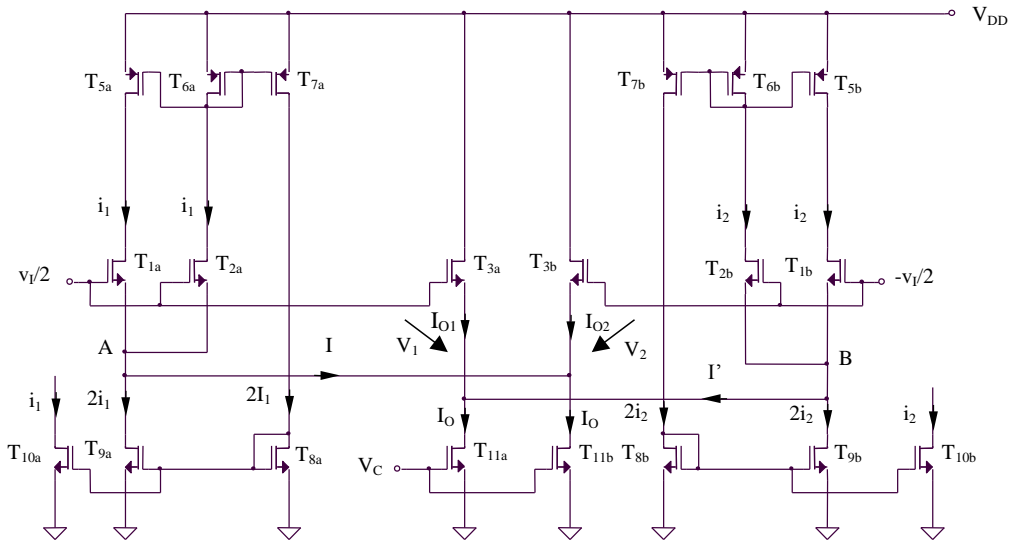 V_DD
T_5a T_6a T_7a T_7b T_6b T_5b
i_1 i_1 i_2 i_2
v_I/2 T_1a T_2a T_3a T_3b T_2b T_1b -v_I/2
I_O1 I_O2
V_1 V_2
A I I’ B
i_1 2i_1 2I_1 I_O I_O 2i_2 2i_2 i_2
T_10a T_9a T_8a V_C T_11a T_11b T_8b T_9b T_10b